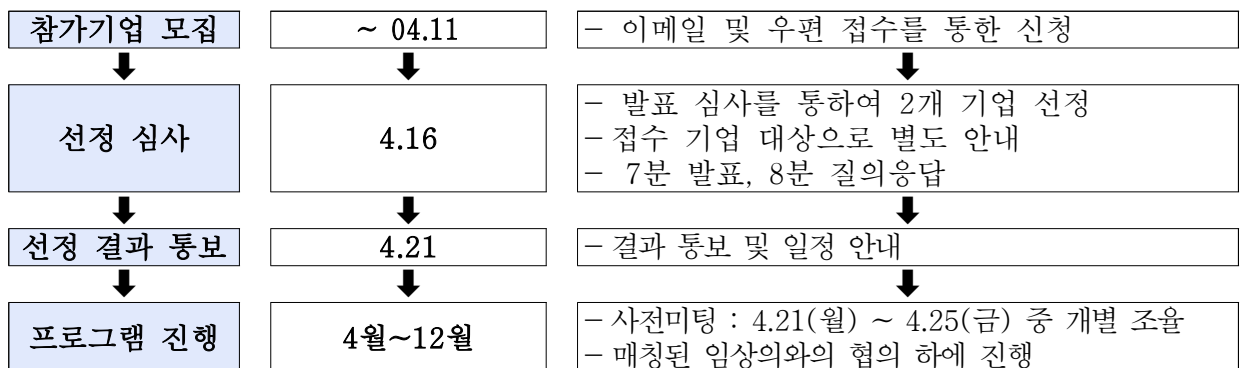 참가기업 모집
~ 04.11
- 이메일 및 우편 접수를 통한 신청
선정 심사
4.16
- 발표 심사를 통하여 2개 기업 선정
- 접수 기업 대상으로 별도 안내
- 7분 발표, 8분 질의응답
선정 결과 통보
4.21
- 결과 통보 및 일정 안내
프로그램 진행
4월~12월
- 사전미팅 : 4.21(월) ~ 4.25(금) 중 개별 조율
- 매칭된 임상의와의 협의 하에 진행